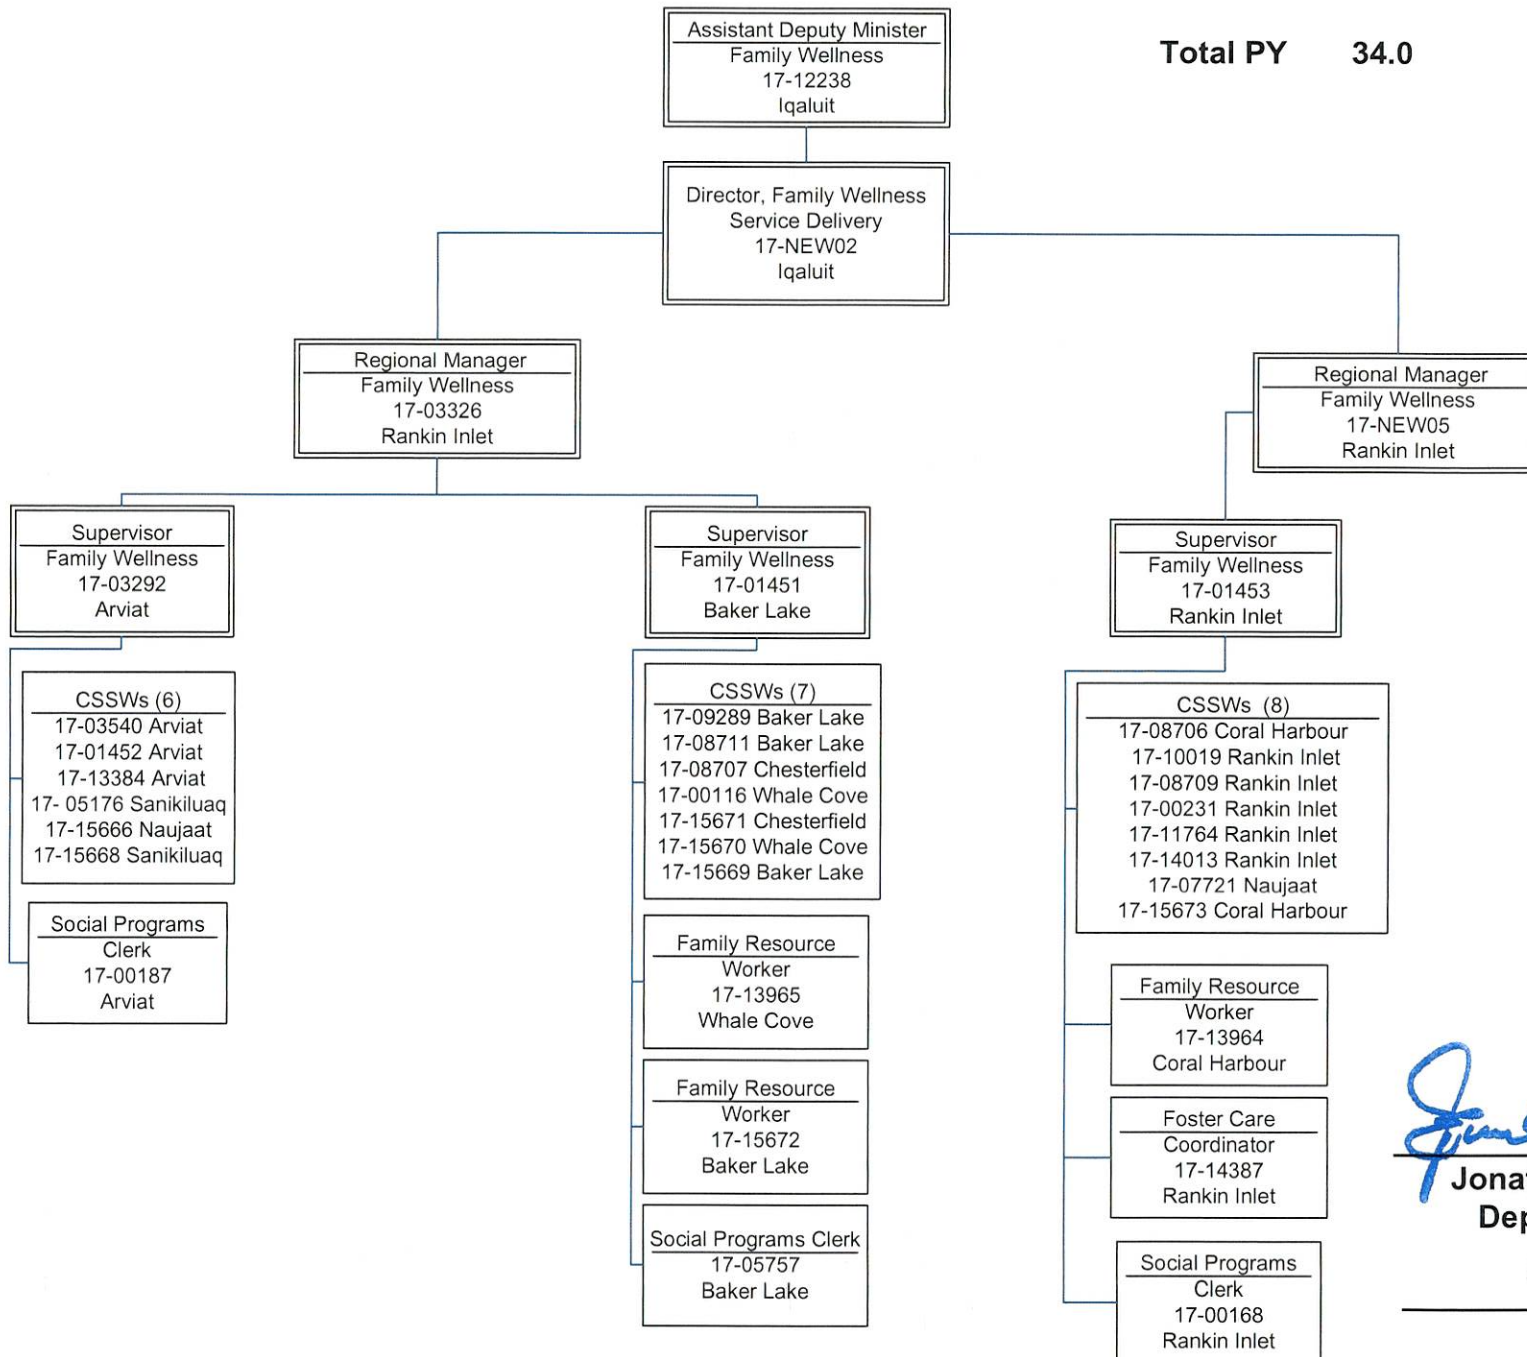 Assistant Deputy Minister
Family Wellness
17-12238
Iqaluit
Total PY 34.0
Director, Family Wellness
Service Delivery
17-NEW02
Iqaluit
Regional Manager
Family Wellness
17-03326
Rankin Inlet
Regional Manager
Family Wellness
17-NEW05
Rankin Inlet
Supervisor
Family Wellness
17-03292
Arviat
Supervisor
Family Wellness
17-01451
Baker Lake
Supervisor
Family Wellness
17-01453
Rankin Inlet
CSSWs (6)
17-03540 Arviat
17-01452 Arviat
17-13384 Arviat
17- 05176 Sanikiluaq
17-15666 Naujaat
17-15668 Sanikiluaq
Social Programs
Clerk
17-00187
Arviat
CSSWs (7)
17-09289 Baker Lake
17-08711 Baker Lake
17-08707 Chesterfield
17-00116 Whale Cove
17-15671 Chesterfield
17-15670 Whale Cove
17-15669 Baker Lake
Family Resource
Worker
17-13965
Whale Cove
Family Resource
Worker
17-15672
Baker Lake
Social Programs Clerk
17-05757
Baker Lake
CSSWs (8)
17-08706 Coral Harbour
17-10019 Rankin Inlet
17-08709 Rankin Inlet
17-00231 Rankin Inlet
17-11764 Rankin Inlet
17-14013 Rankin Inlet
17-07721 Naujaat
17-15673 Coral Harbour
Family Resource
Worker
17-13964
Coral Harbour
Foster Care
Coordinator
17-14387
Rankin Inlet
Social Programs
Clerk
17-00168
Rankin Inlet
Jona
Dep